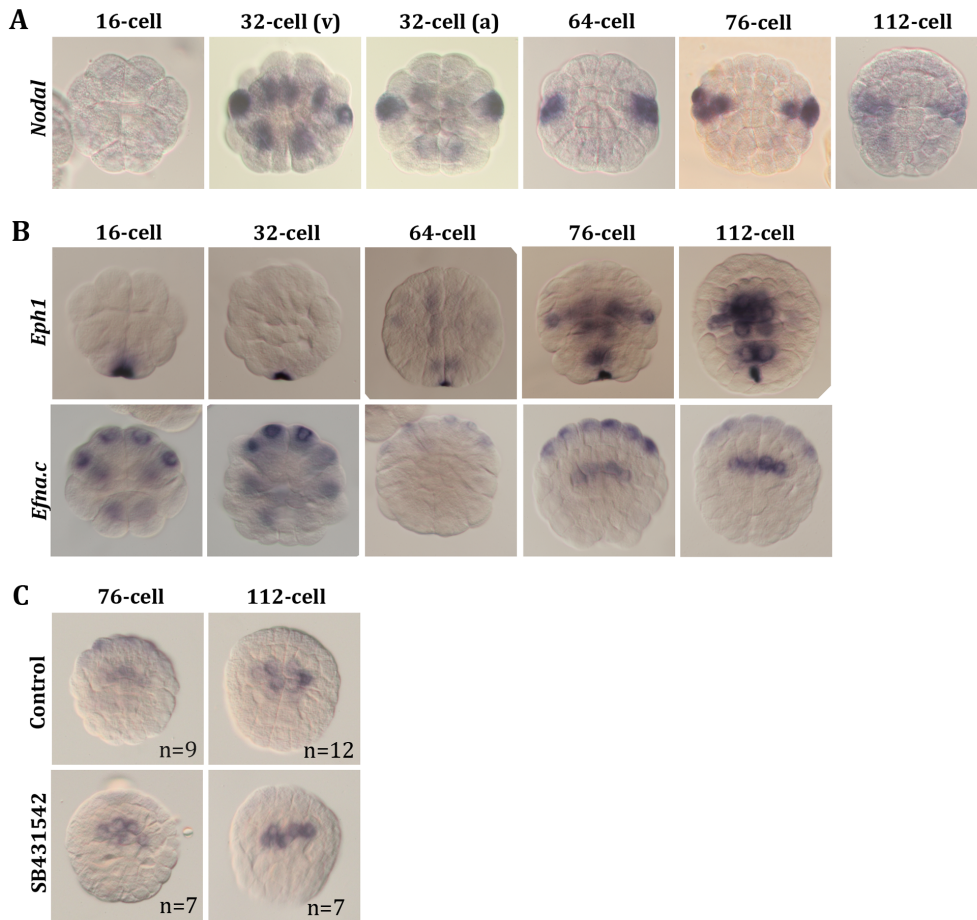 A
16-cell 32-cell (v) 32-cell (a) 64-cell 76-cell 112-cell
Nodal
B
16-cell 32-cell 64-cell 76-cell 112-cell
Eph1
Efna.c
C
76-cell 112-cell
Control
n=9 n=12
SB431542
n=7 n=7